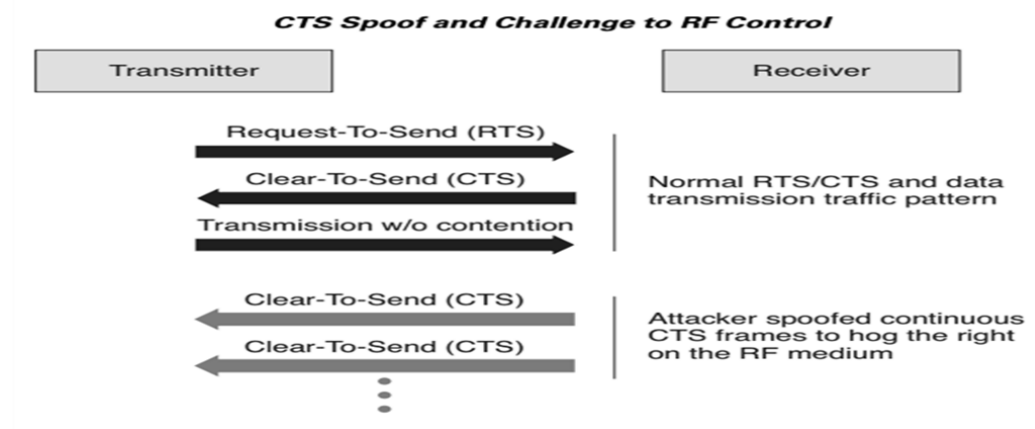 CTS Spoof and Challenge to RF Control
Transmitter
Receiver
Request-To-Send (RTS)
Clear-To-Send (CTS)
Transmission w/o contention
Normal RTS/CTS and data
transmission traffic pattern
Clear-To-Send (CTS)
Clear-To-Send (CTS)
Attacker spoofed continuous
CTS frames to hog the right
on the RF medium